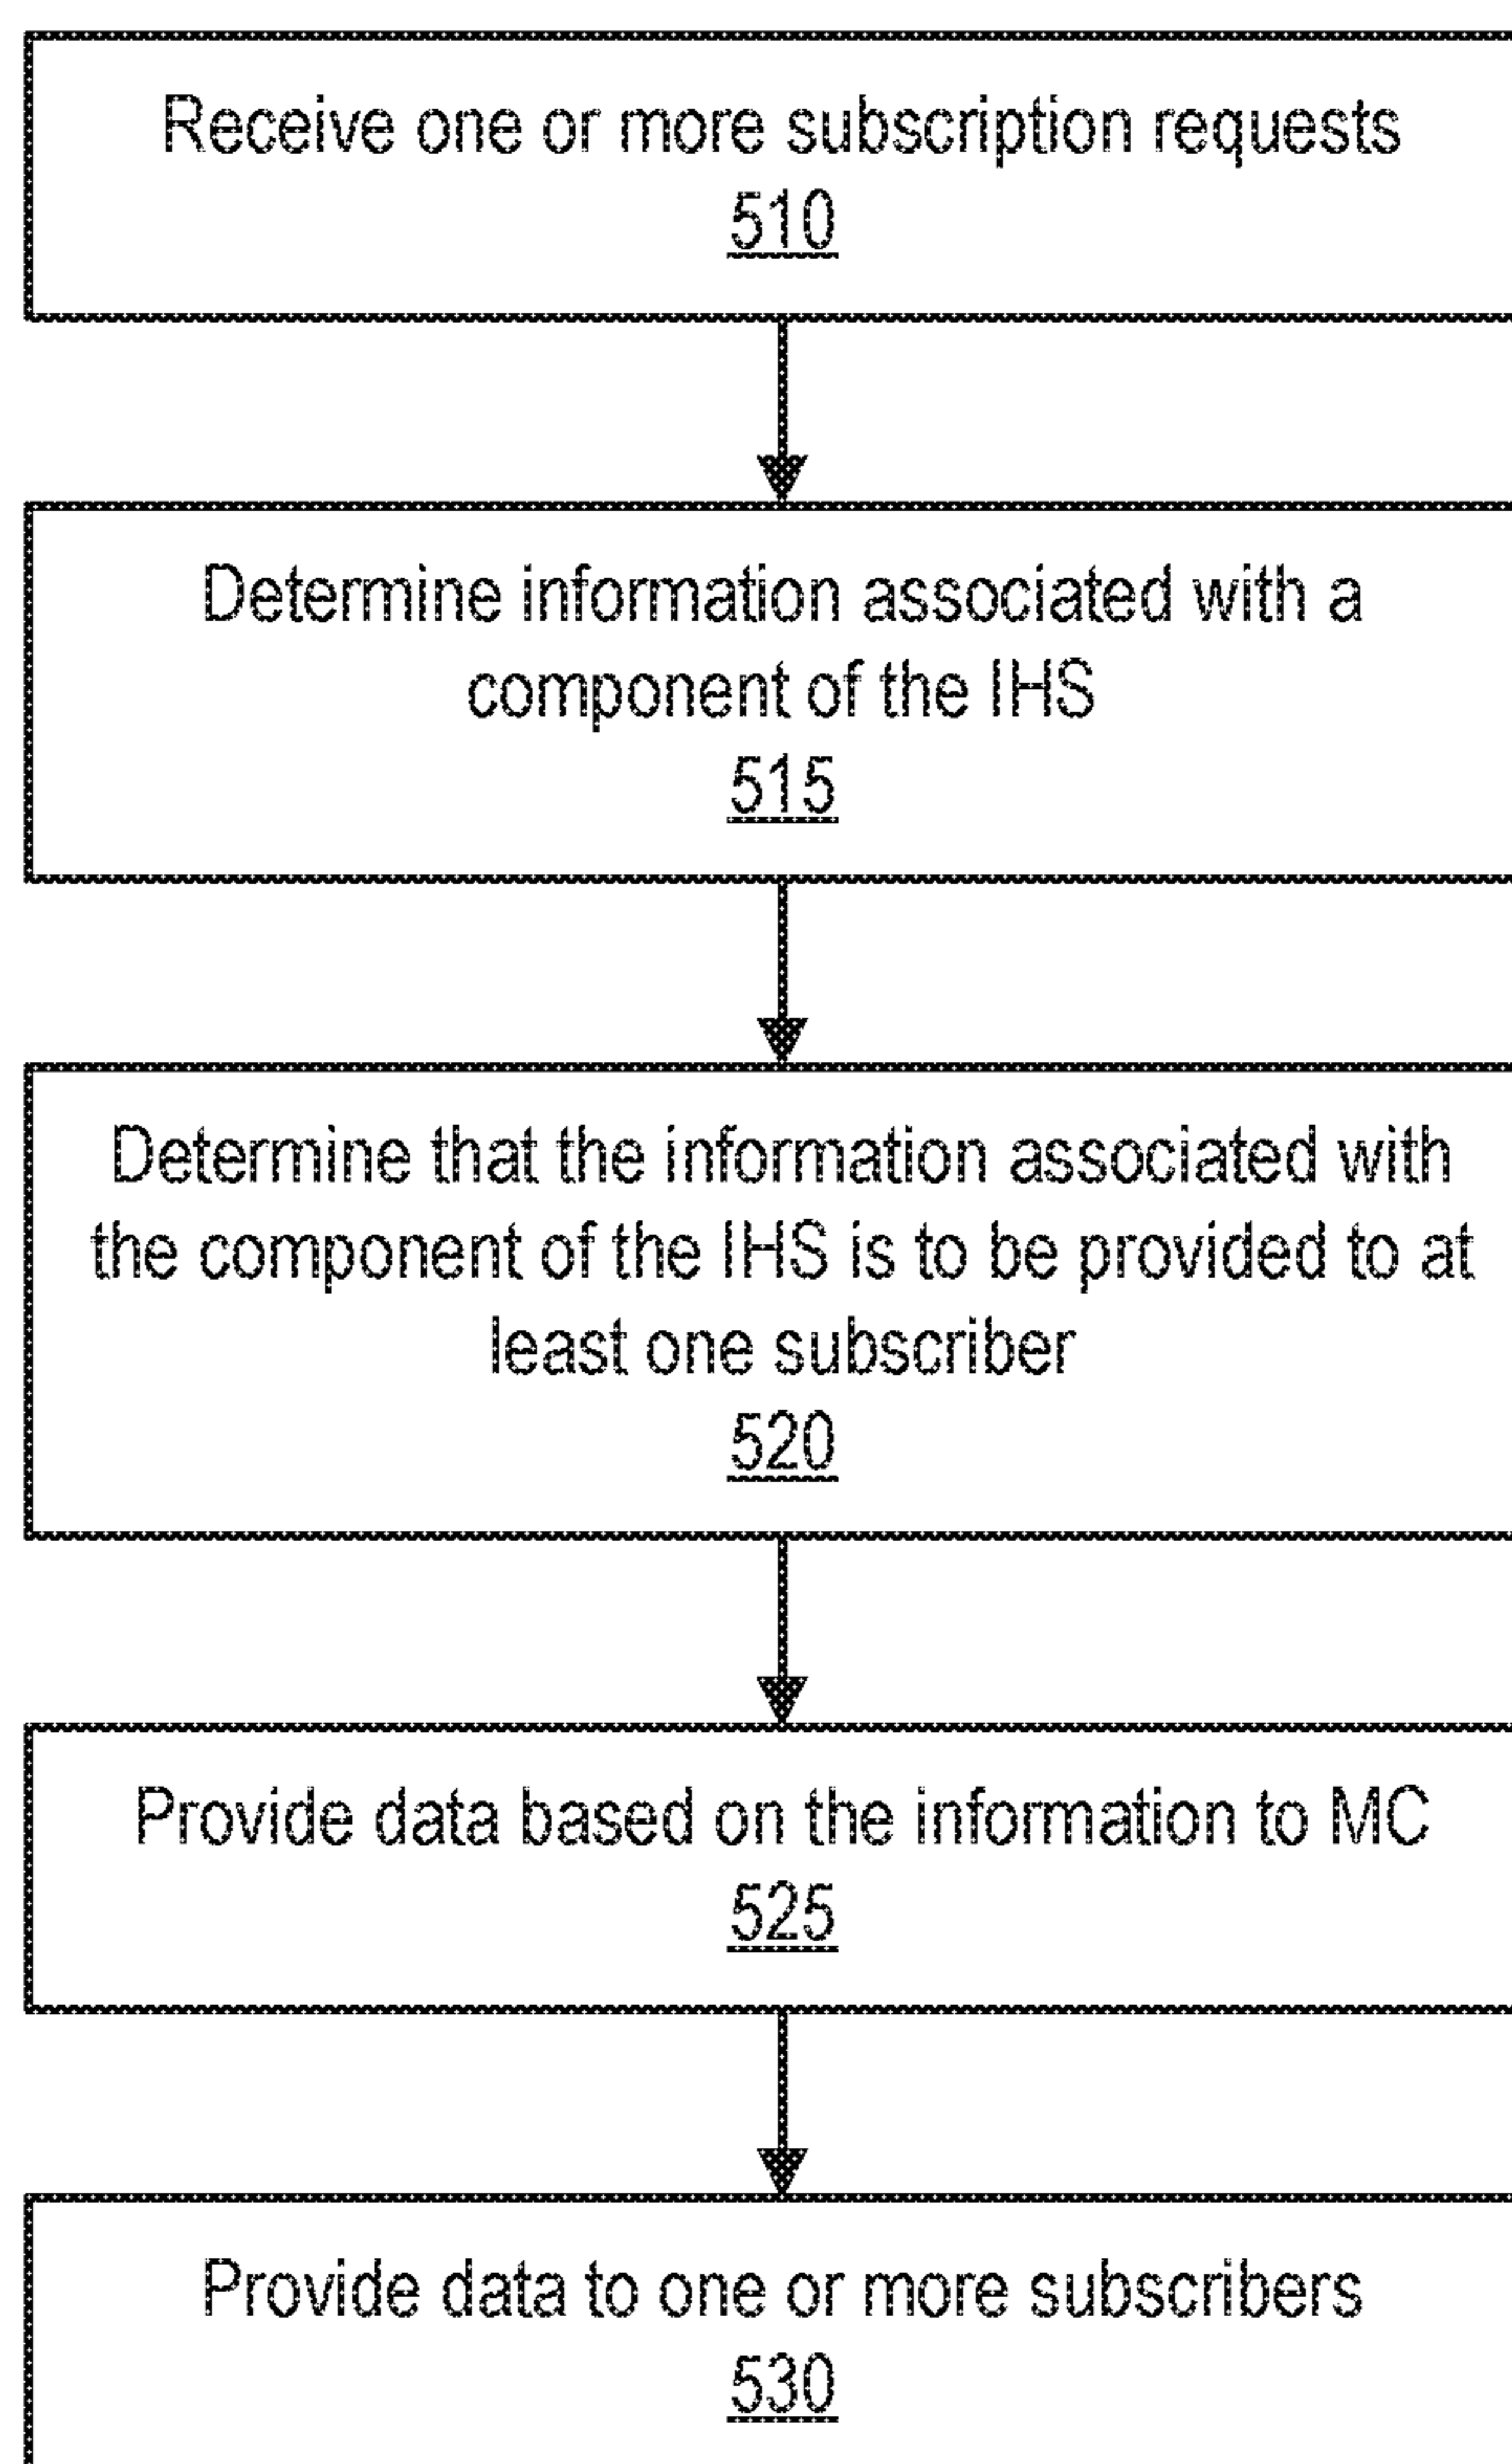 Receive one or more subscription requests
510
Determine information associated with a
component of the IHS
515
Determine that the information associated with
the component of the IHS is to be provided to at
least one subscriber
520
Provide data based on the information to MC
525
Provide data to one or more subscribers
530